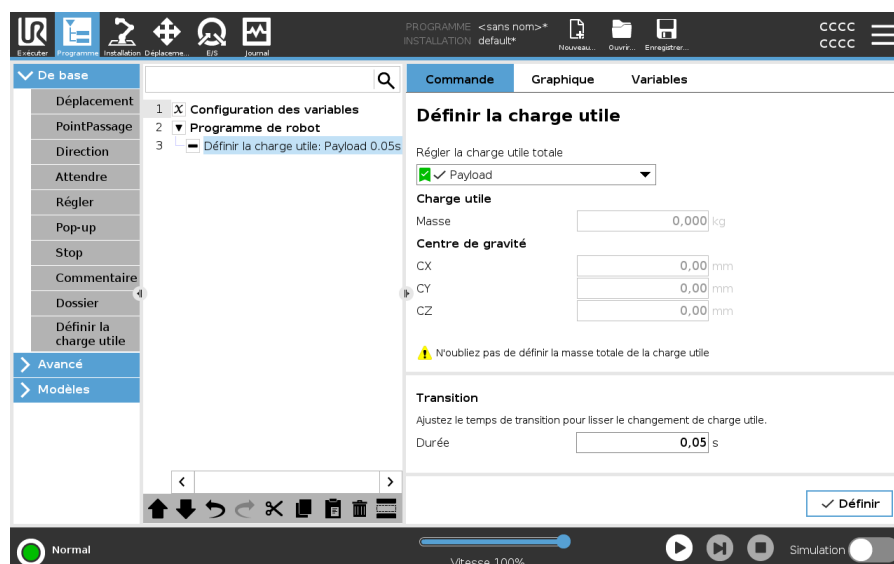 UR
PROGRAMME <sans nom>*
INSTALLATION default*
cccc
cccc
Exécuter Programme Installation Déplaceme... E/S Journal Nouveau... Ouvrir... Enregistrer...
De base
Déplacement
PointPassage
Direction
Attendre
Régler
Pop-up
Stop
Commentaire
Dossier
Définir la
charge utile
Avancé
Modèles
1 X Configuration des variables
2 Programme de robot
3 Définir la charge utile: Payload 0.05s
Commande Graphique Variables
Définir la charge utile
Régler la charge utile totale
Payload
Charge utile
Masse 0,000 kg
Centre de gravité
CX 0,00 mm
CY 0,00 mm
CZ 0,00 mm
N'oubliez pas de définir la masse totale de la charge utile
Transition
Ajustez le temps de transition pour lisser le changement de charge utile.
Durée 0,05 s
Définir
Normal
Vitesse 100%
Simulation